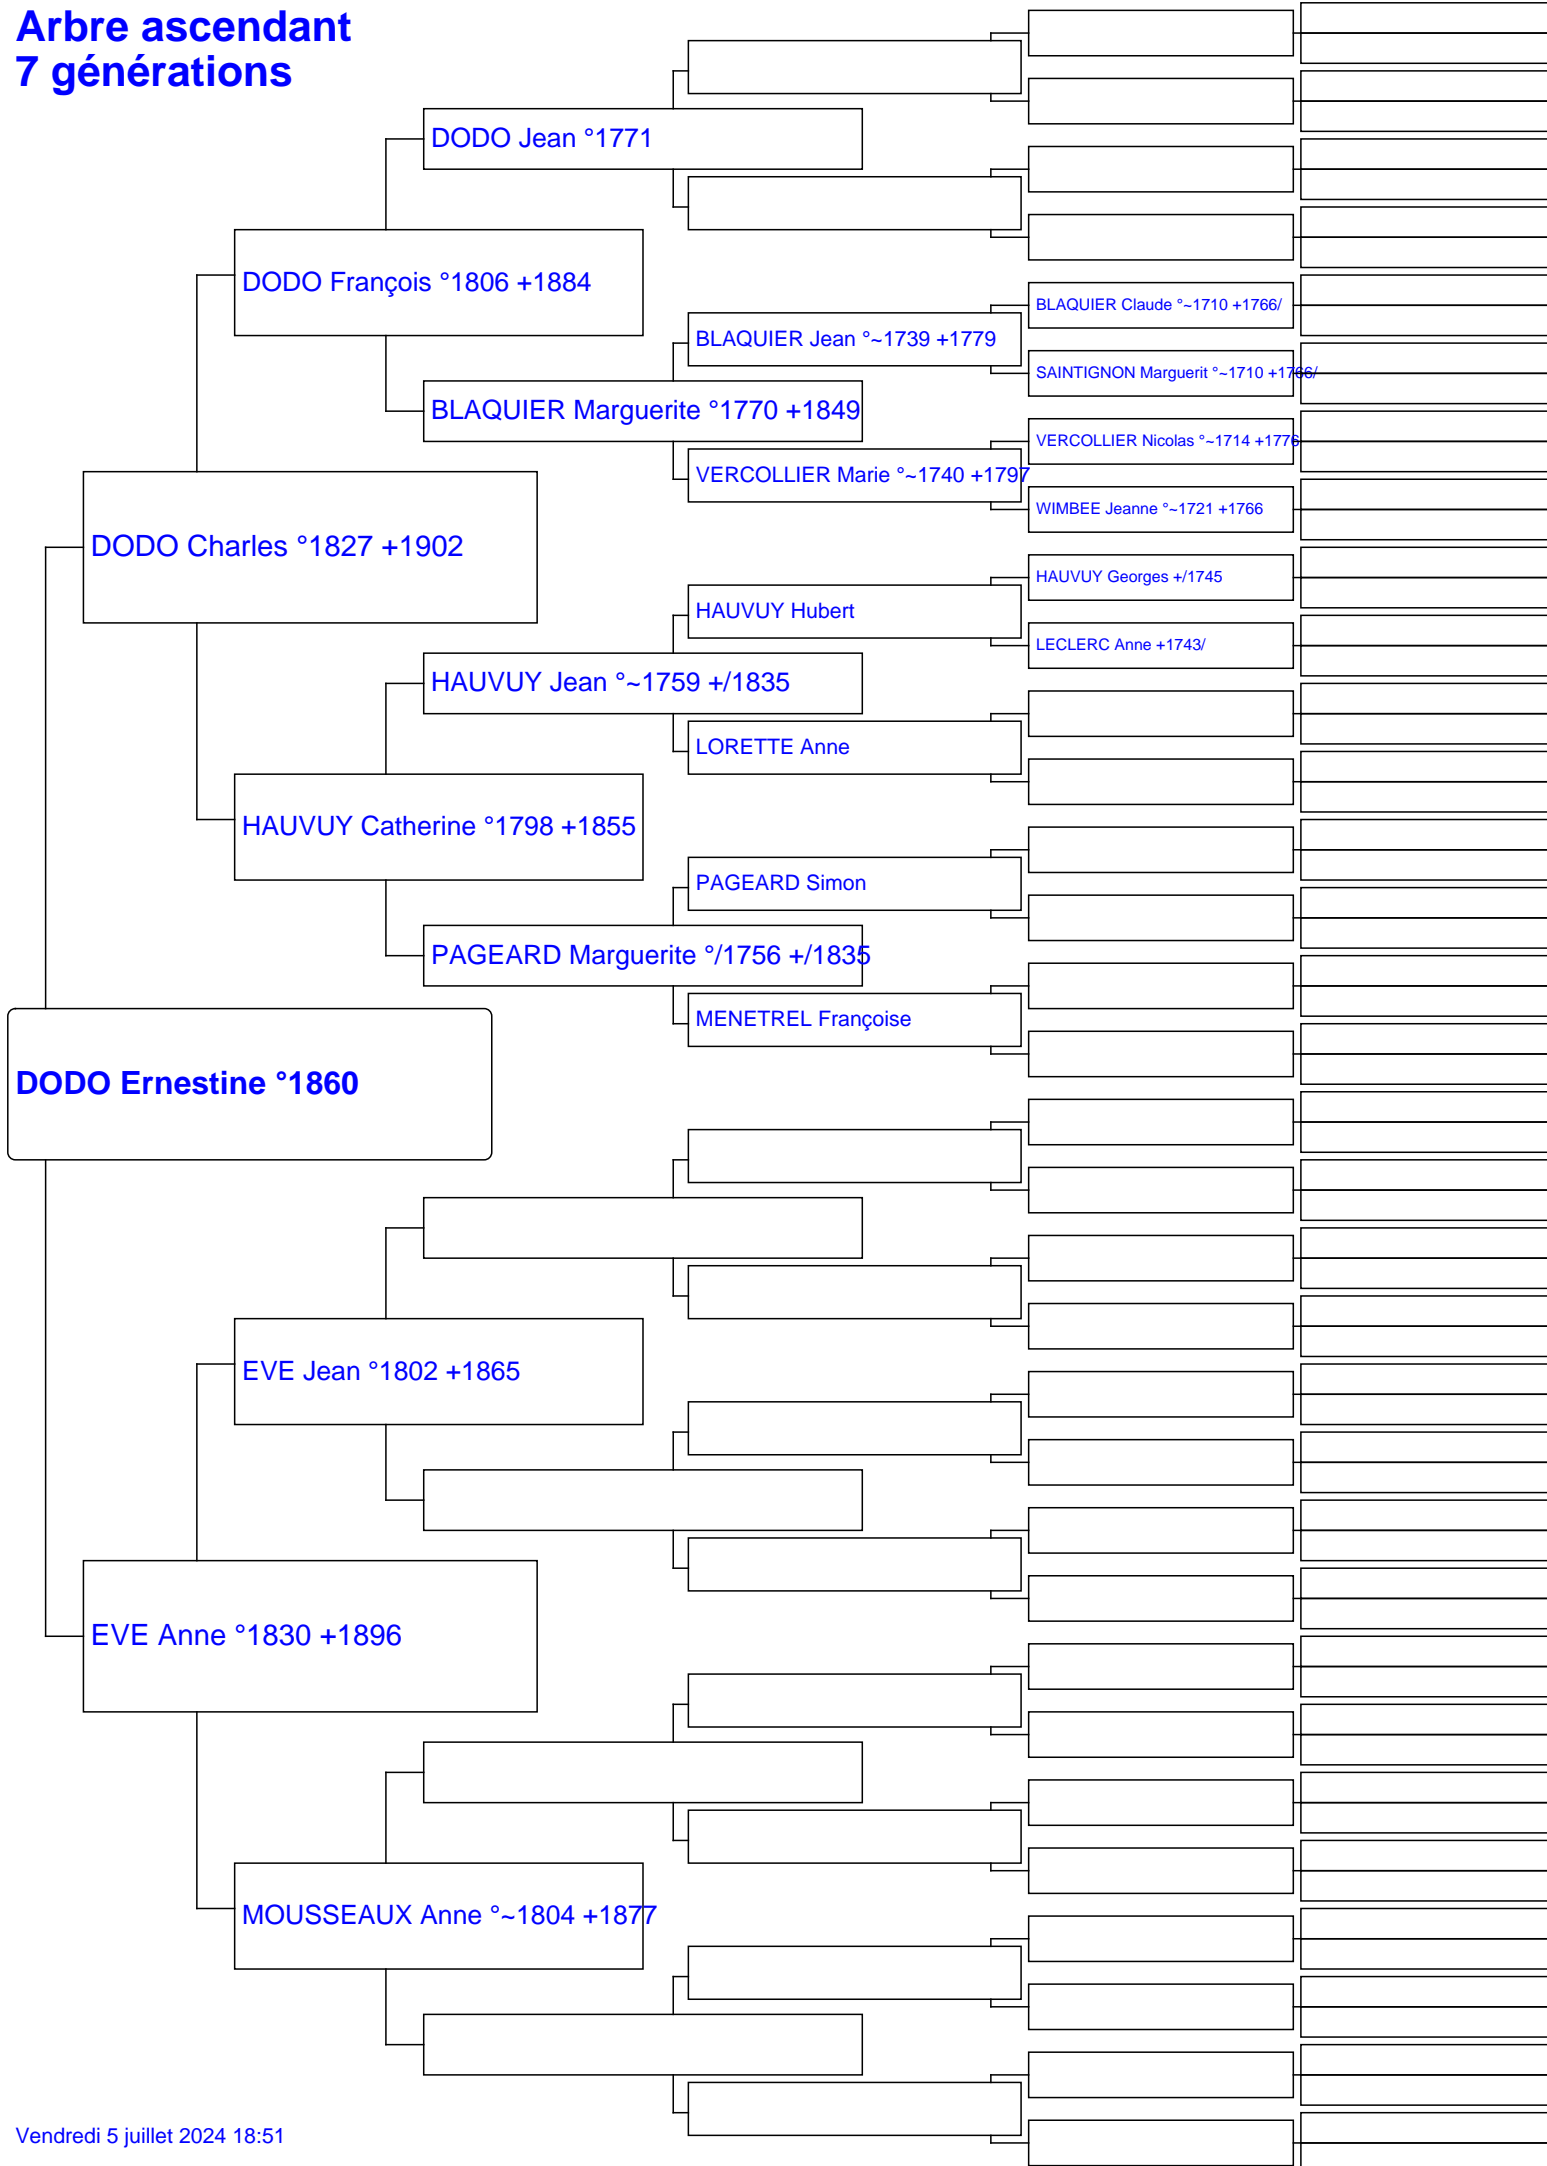 Arbre ascendant
7 générations
DODO Jean °1771
DODO François °1806 +1884
BLAQUIER Claude °~1710 +1766/
BLAQUIER Jean °~1739 +1779
SAINTIGNON Marguerit °~1710 +1766/
BLAQUIER Marguerite °1770 +1849
VERCOLLIER Nicolas °~1714 +1776
VERCOLLIER Marie °~1740 +1797
WIMBEE Jeanne °~1721 +1766
DODO Charles °1827 +1902
HAUVUY Georges +/1745
HAUVUY Hubert
LECLERC Anne +1743/
HAUVUY Jean °~1759 +/1835
LORETTE Anne
HAUVUY Catherine °1798 +1855
PAGEARD Simon
PAGEARD Marguerite °/1756 +/1835
MENETREL Françoise
DODO Ernestine °1860
EVE Jean °1802 +1865
EVE Anne °1830 +1896
MOUSSEAUX Anne °~1804 +1877
Vendredi 5 juillet 2024 18:51